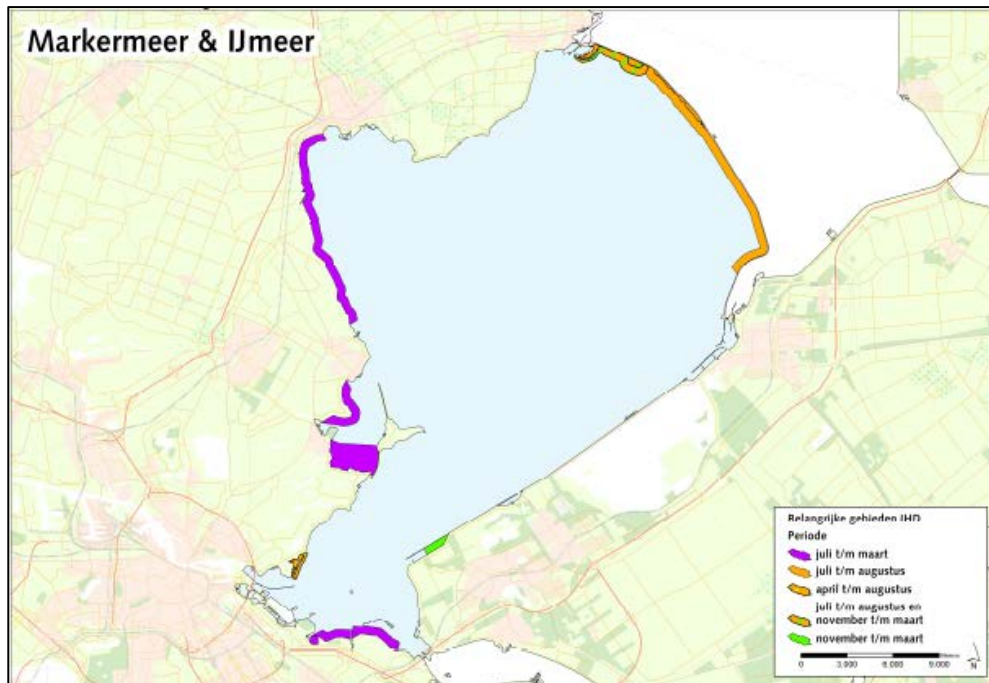 Markermeer & IJmeer
Belangrijke gebieden IHD
Periode
juli t/m maart
juli t/m augustus
april t/m augustus
juli t/m augustus en
november t/m maart
november t/m maart
0 3.000 6.000 9.000
Meters
N